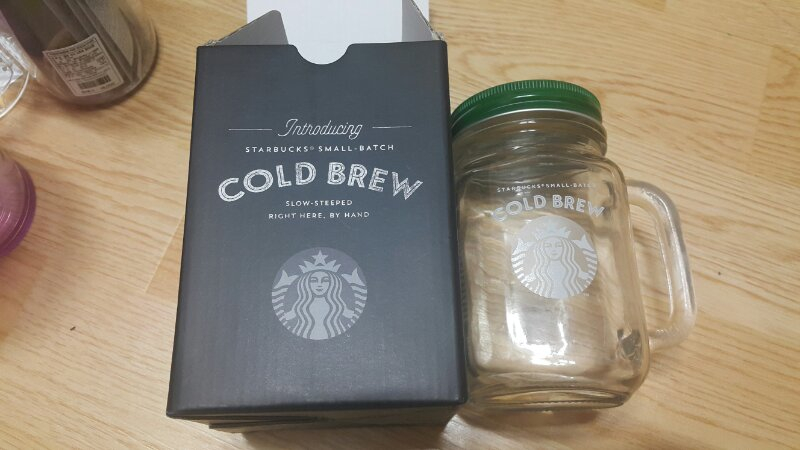 Introducing
STARBUCKS® SMALL-BATCH
COLD BREW
SLOW-STEEPED
RIGHT HERE, BY HAND
STARBUCKS® SMALL-BATCH
COLD BREW